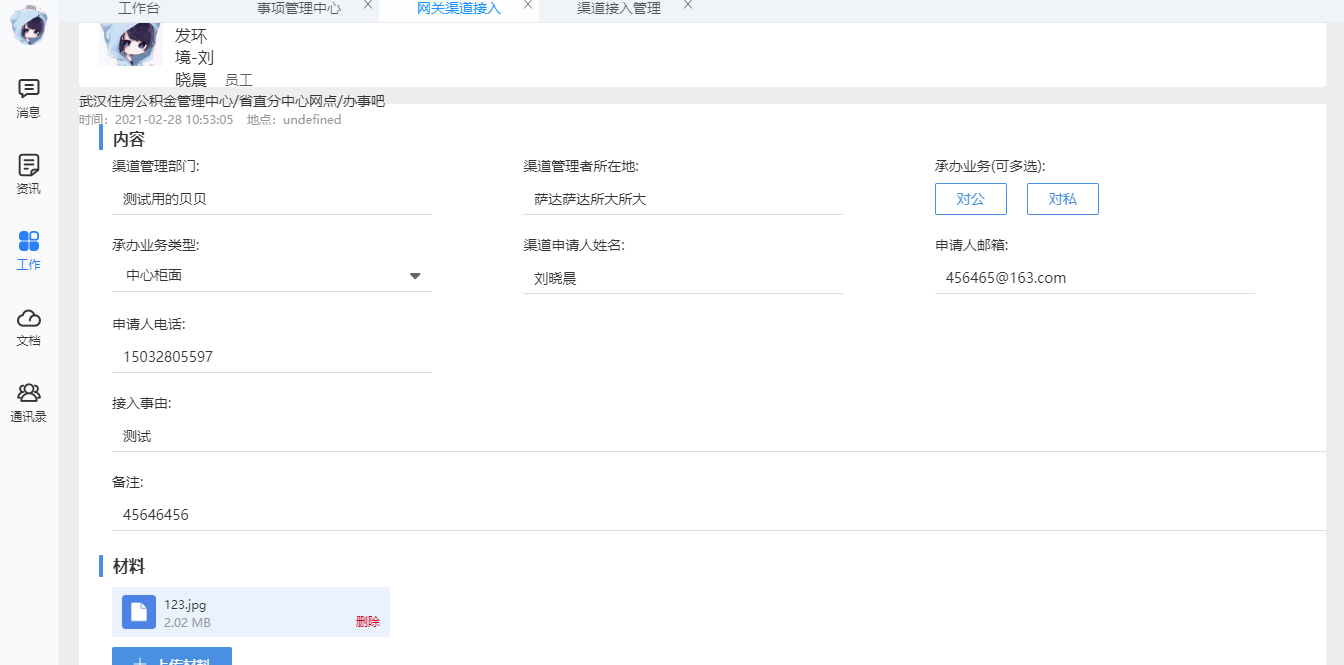 工作台 事项管理中心 网关渠道接入 渠道接入管理
消息
资讯
工作
文档
通讯录
发环
境-刘
晓晨 员工
武汉住房公积金管理中心/省直分中心网点/办事吧
时间：2021-02-28 10:53:05 地点：undefined
内容
渠道管理部门: 渠道管理者所在地: 承办业务(可多选):
测试用的贝贝 萨达萨达所大所大 对公 对私
承办业务类型: 渠道申请人姓名: 申请人邮箱:
中心柜面 刘晓晨 456465@163.com
申请人电话:
15032805597
接入事由:
测试
备注:
45646456
材料
123.jpg
2.02 MB 删除
上传材料